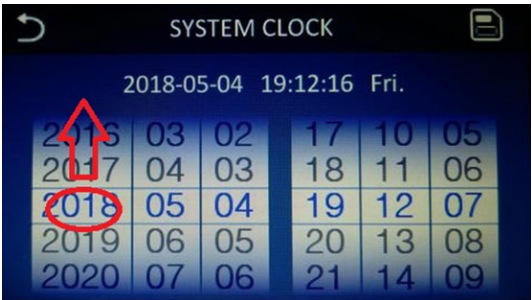 SYSTEM CLOCK
2018-05-04 19:12:16 Fri.
2016 03 02 17 10 05
2017 04 03 18 11 06
2018 05 04 19 12 07
2019 06 05 20 13 08
2020 07 06 21 14 09